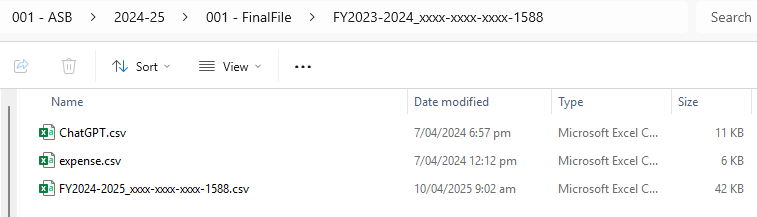 001 - ASB > 2024-25 > 001 - FinalFile > FY2023-2024_xxxx-xxxx-xxxx-1588 Search
Sort View •••
Name Date modified Type Size
ChatGPT.csv 7/04/2024 6:57 pm Microsoft Excel C... 11 KB
expense.csv 7/04/2024 12:12 pm Microsoft Excel C... 6 KB
FY2024-2025_xxxx-xxxx-xxxx-1588.csv 10/04/2025 9:02 am Microsoft Excel C... 42 KB